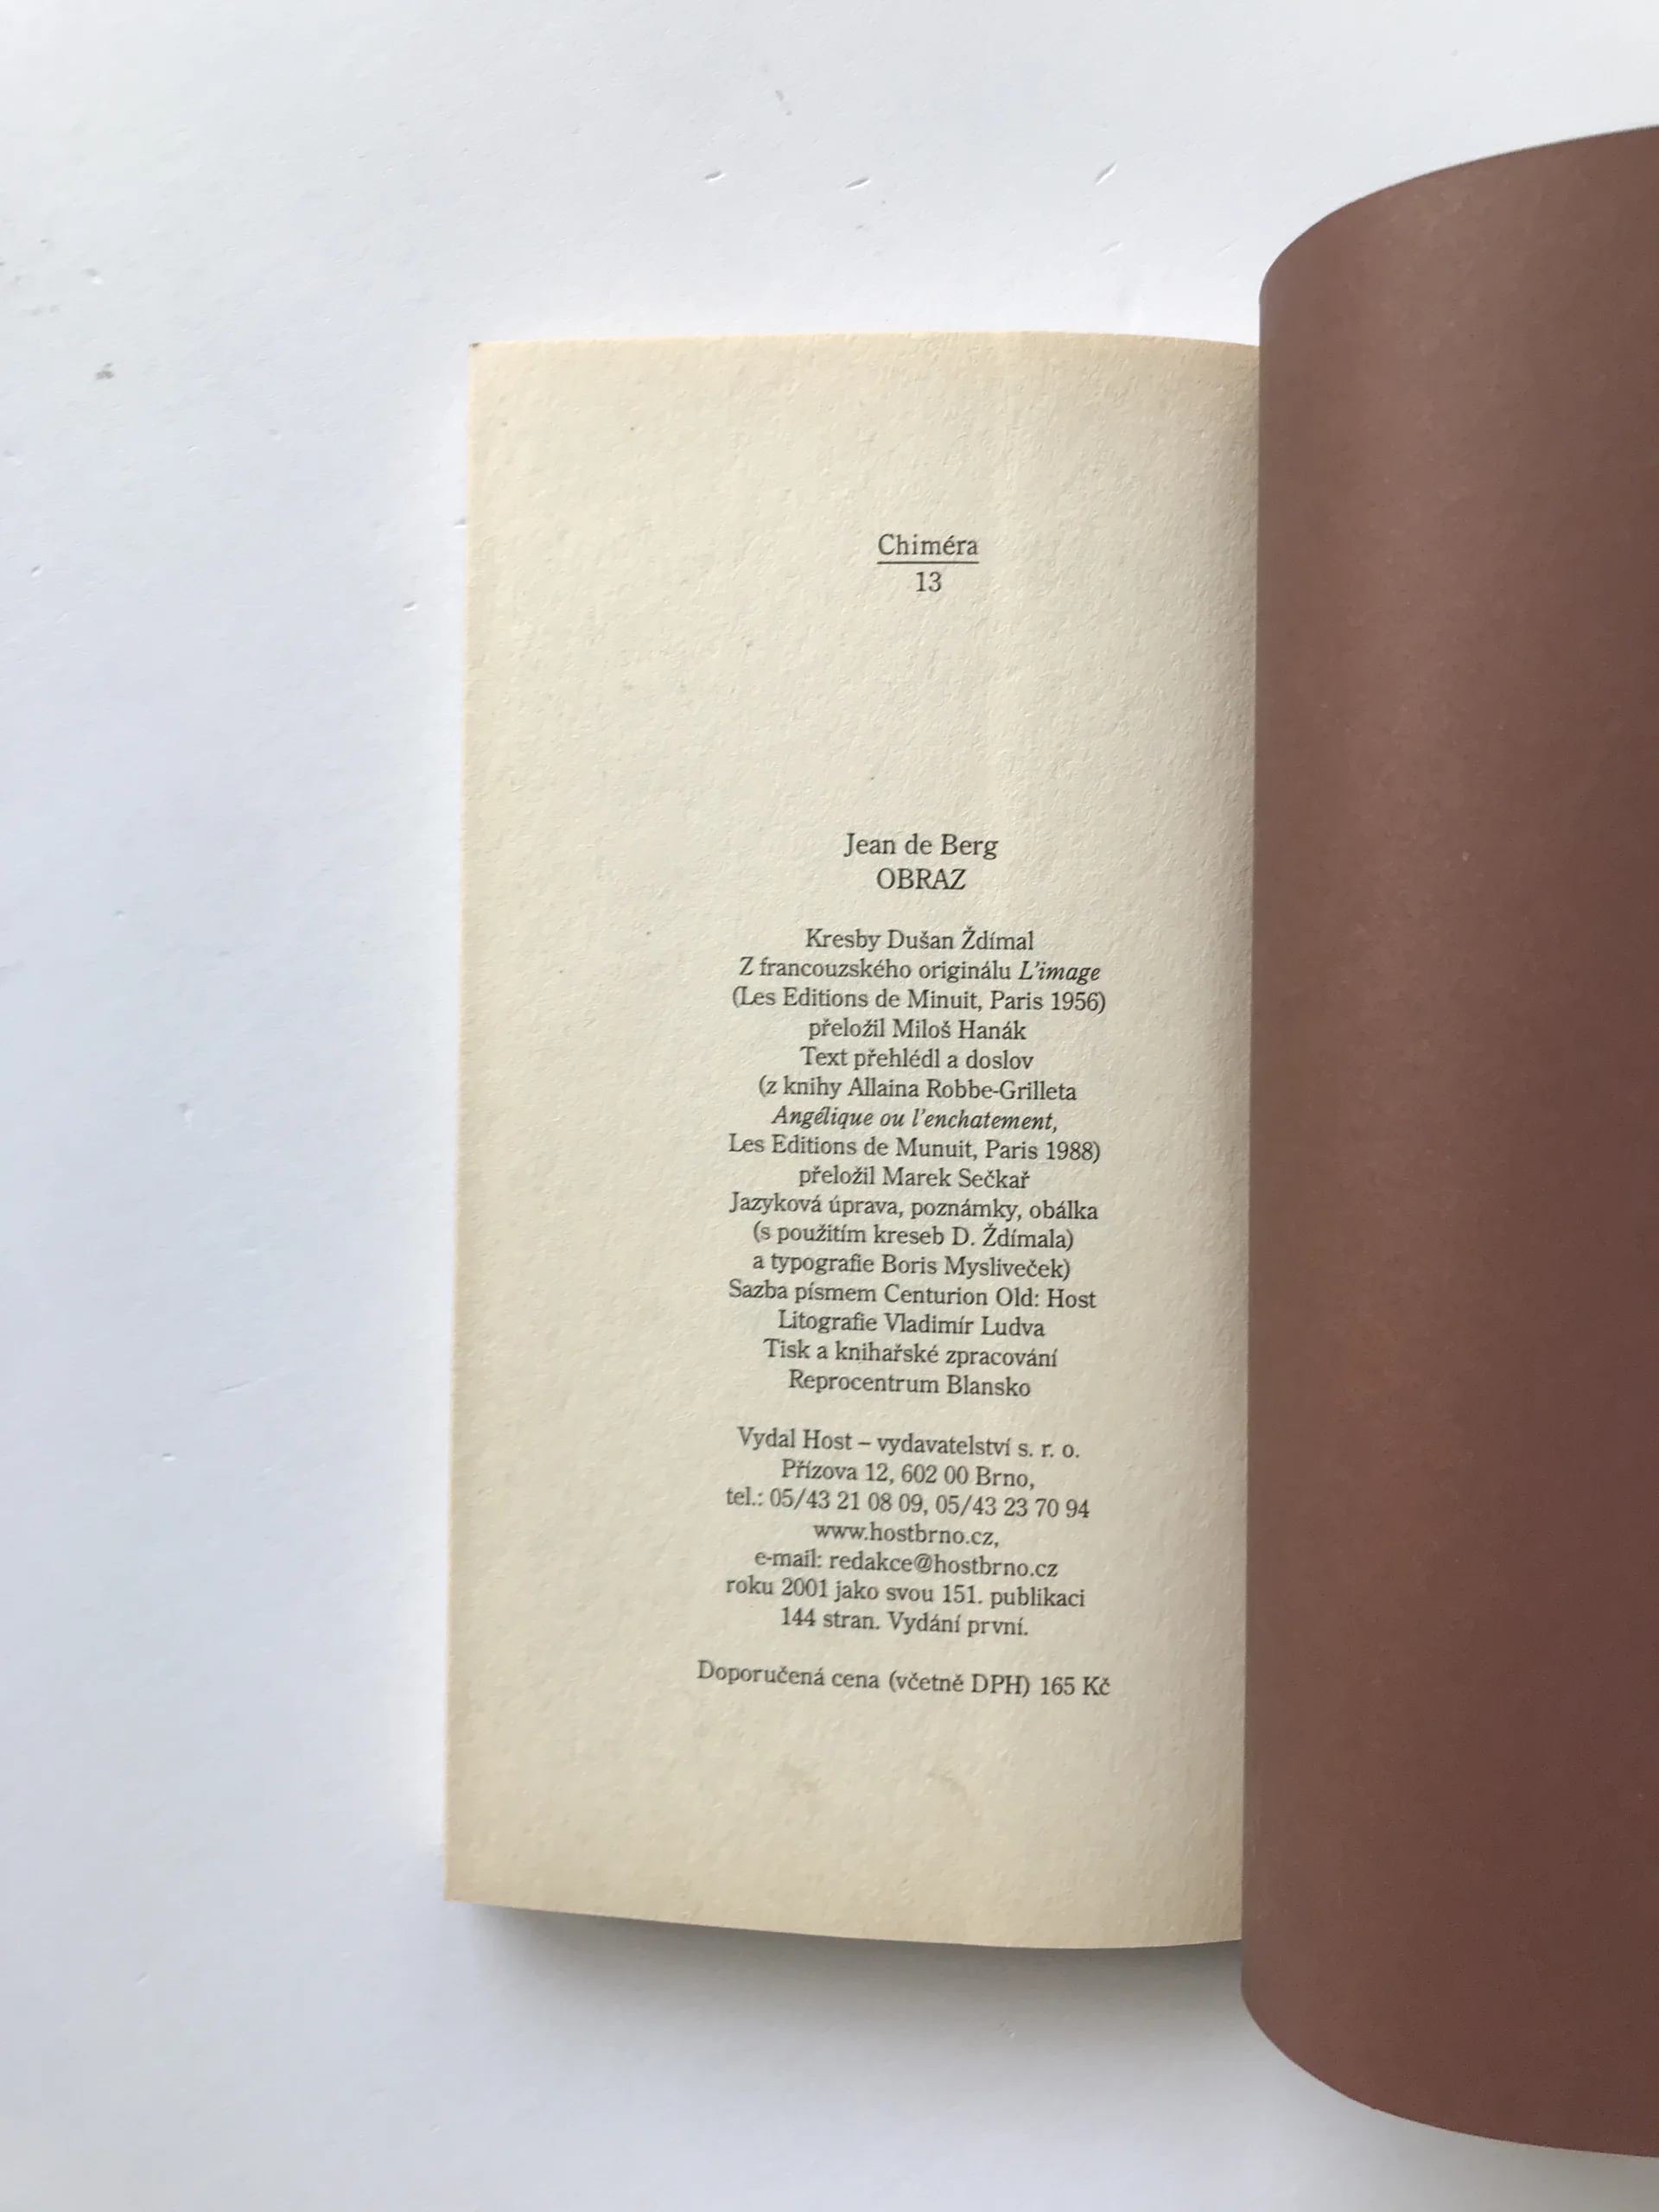 Chiméra
13
Jean de Berg
OBRAZ
Kresby Dušan Ždímal
Z francouzského originálu L'image
(Les Editions de Minuit, Paris 1956)
přeložil Miloš Hanák
Text přehlédl a doslov
(z knihy Allaina Robbe-Grilleta
Angélique ou l'enchatement,
Les Editions de Munuit, Paris 1988)
přeložil Marek Sečkař
Jazyková úprava, poznámky, obálka
(s použitím kreseb D. Ždímala)
a typografie Boris Mysliveček)
Sazba písmem Centurion Old: Host
Litografie Vladimír Ludva
Tisk a knihařské zpracování
Reprocentrum Blansko
Vydal Host – vydavatelství s. r. o.
Přízova 12, 602 00 Brno,
tel.: 05/43 21 08 09, 05/43 23 70 94
www.hostbrno.cz,
e-mail: redakce@hostbrno.cz
roku 2001 jako svou 151. publikaci
144 stran. Vydání první.
Doporučená cena (včetně DPH) 165 Kč